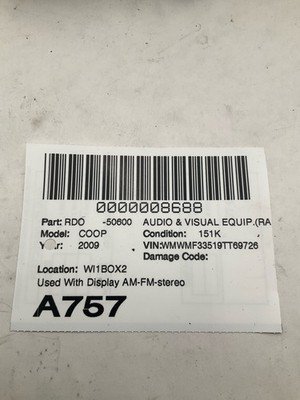 0000008688
Part: RDO -50600 AUDIO & VISUAL EQUIP.(RA
Model: COOP Condition: 151K
Year: 2009 VIN:WMWMF33519TT69726
Damage Code:
Location: WI1BOX2
Used With Display AM-FM-stereo
A757